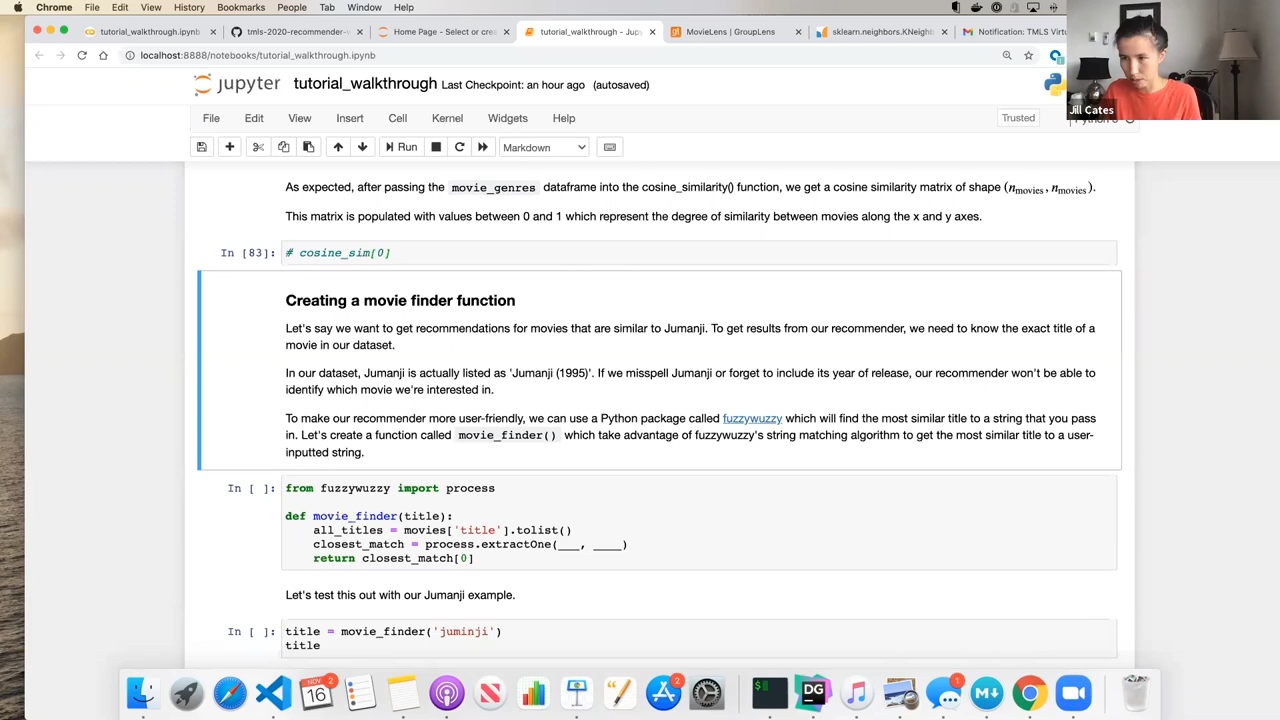 Chrome File Edit View History Bookmarks People Tab Window Help
tutorial_walkthrough.ipynb
tmls-2020-recommender-
Home Page - Select or cre
tutorial_walkthrough - Jup
MovieLens | GroupLens
sklearn.neighbors.KNeighb
Notification: TMLS Virtu
localhost:8888/notebooks/tutorial_walkthrough.ipynb
Jill Cates
jupyter tutorial_walkthrough Last Checkpoint: an hour ago (autosaved)
File Edit View Insert Cell Kernel Widgets Help
Trusted
Run Markdown
As expected, after passing the movie_genres dataframe into the cosine_similarity() function, we get a cosine similarity matrix of shape (nmovies, nmovies).
This matrix is populated with values between 0 and 1 which represent the degree of similarity between movies along the x and y axes.
In [83]: # cosine_sim[0]
Creating a movie finder function
Let's say we want to get recommendations for movies that are similar to Jumanji. To get results from our recommender, we need to know the exact title of a
movie in our dataset.
In our dataset, Jumanji is actually listed as 'Jumanji (1995)'. If we misspell Jumanji or forget to include its year of release, our recommender won't be able to
identify which movie we're interested in.
To make our recommender more user-friendly, we can use a Python package called fuzzywuzzy which will find the most similar title to a string that you pass
in. Let's create a function called movie_finder() which take advantage of fuzzywuzzy's string matching algorithm to get the most similar title to a user-
inputted string.
In [ ]: from fuzzywuzzy import process
def movie_finder(title):
all_titles = movies['title'].tolist()
closest_match = process.extractOne(___, ____)
return closest_match[0]
Let's test this out with our Jumanji example.
In [ ]: title = movie_finder('juminji')
title
NOV
16
2
2
$
DG
1
M